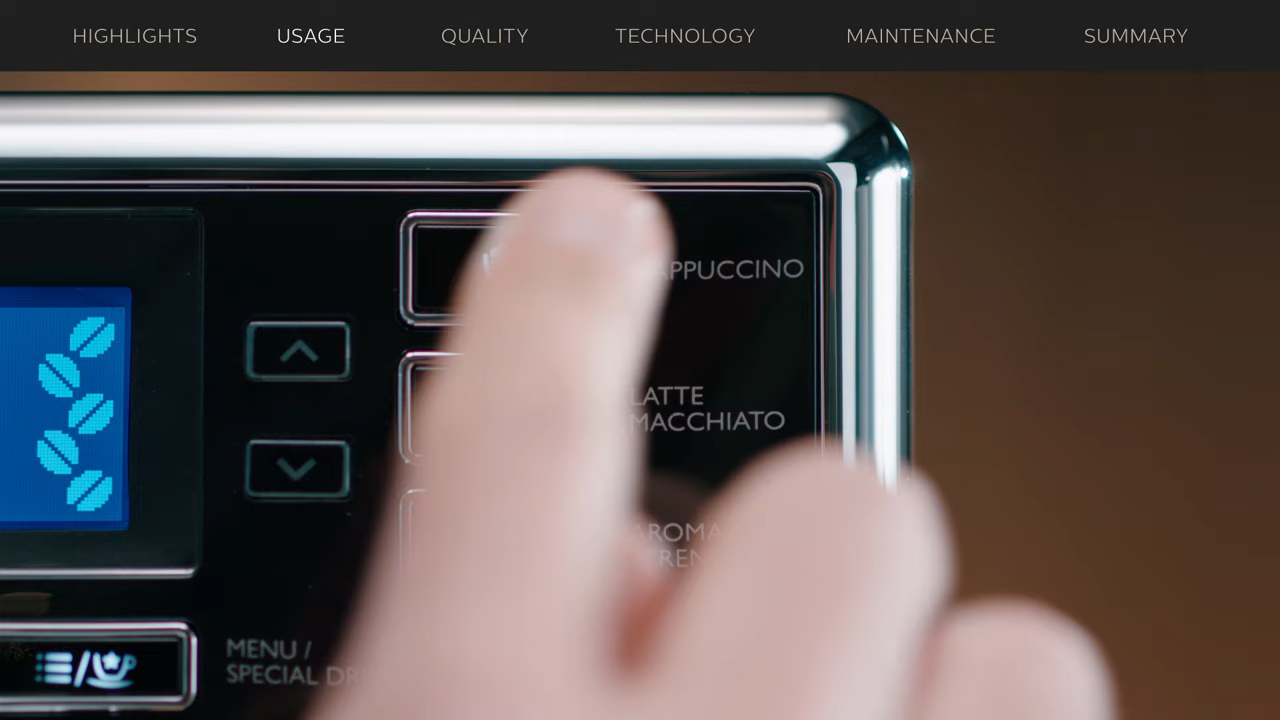 HIGHLIGHTS USAGE QUALITY TECHNOLOGY MAINTENANCE SUMMARY
APPUCCINO
LATTE
MACCHIATO
AROMA
MENU /
SPECIAL